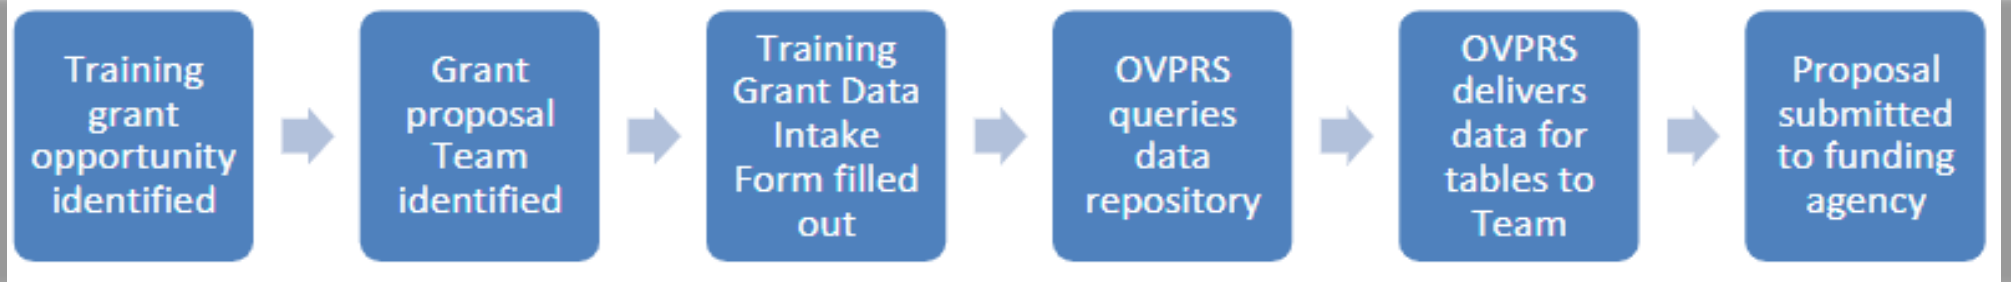 Training
grant
opportunity
identified
Grant
proposal
Team
identified
Training
Grant Data
Intake
Form filled
out
OVPRS
queries
data
repository
OVPRS
delivers
data for
tables to
Team
Proposal
submitted
to funding
agency